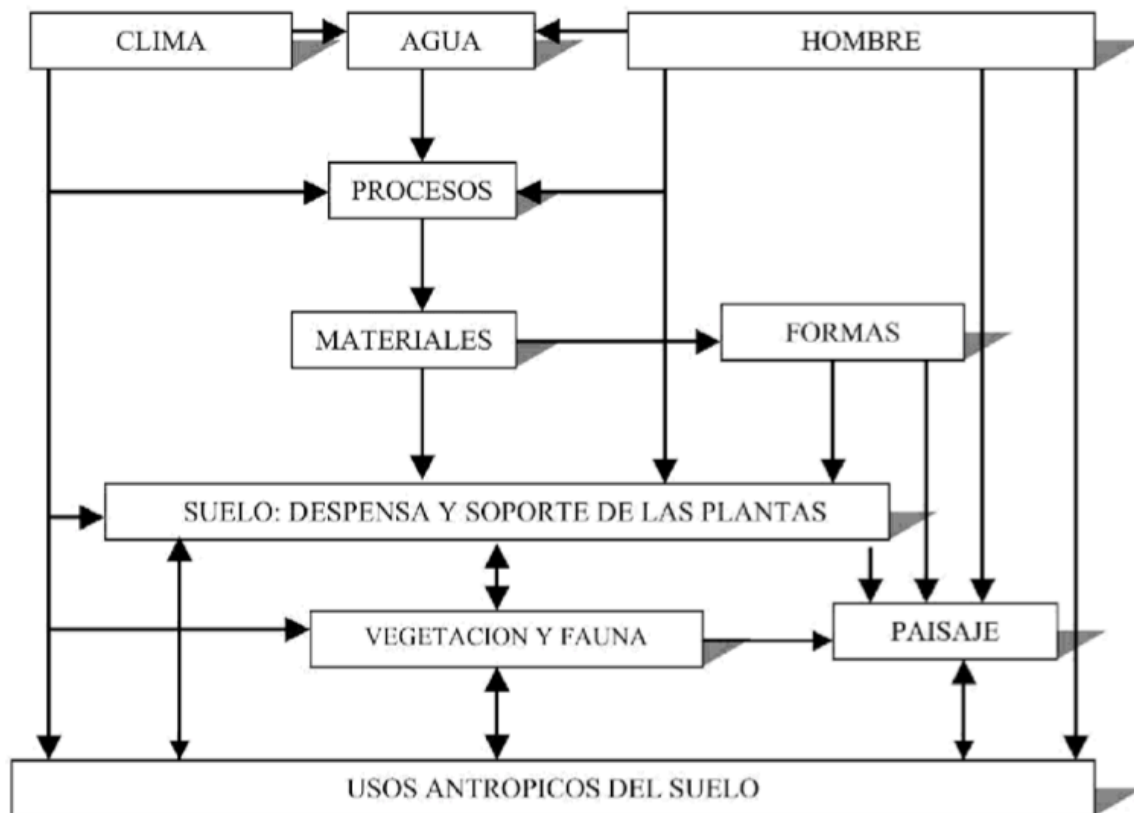 CLIMA
AGUA
HOMBRE
PROCESOS
MATERIALES
FORMAS
SUELO: DESPENSA Y SOPORTE DE LAS PLANTAS
VEGETACION Y FAUNA
PAISAJE
USOS ANTROPICOS DEL SUELO